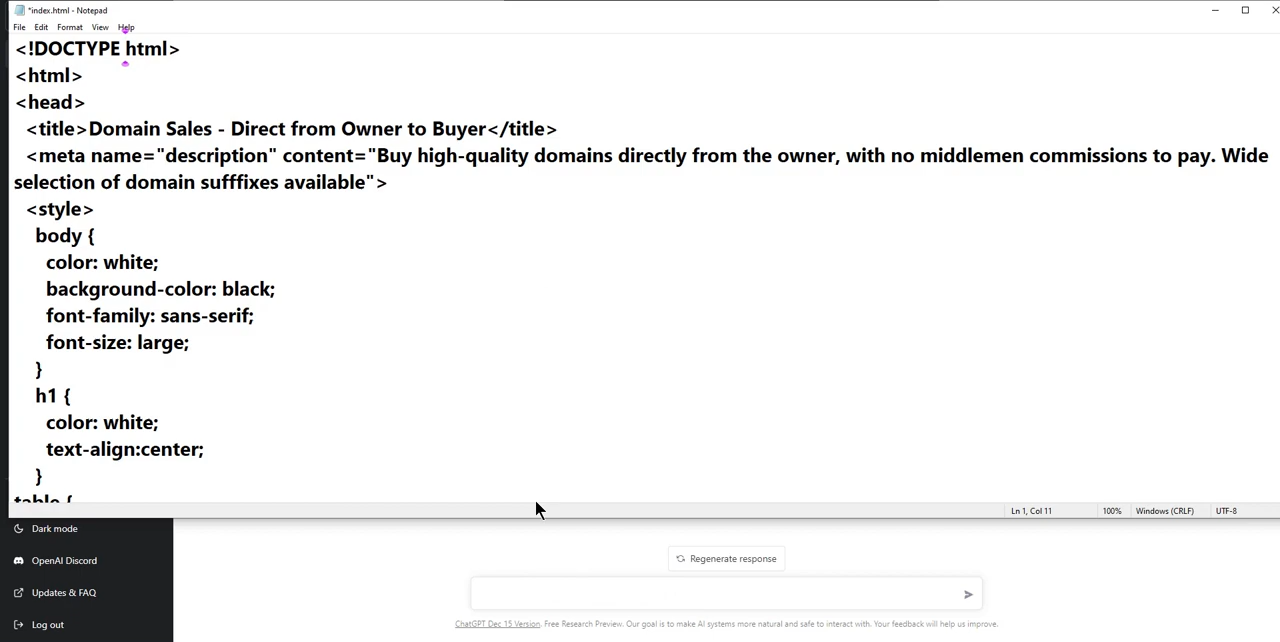 *index.html - Notepad
File Edit Format View Help
<!DOCTYPE html>
<html>
<head>
<title>Domain Sales - Direct from Owner to Buyer</title>
<meta name="description" content="Buy high-quality domains directly from the owner, with no middlemen commissions to pay. Wide
selection of domain sufffixes available">
<style>
body {
color: white;
background-color: black;
font-family: sans-serif;
font-size: large;
}
h1 {
color: white;
text-align:center;
}
table {
Ln 1, Col 11 100% Windows (CRLF) UTF-8
Dark mode
OpenAI Discord
Updates & FAQ
Log out
Regenerate response
ChatGPT Dec 15 Version. Free Research Preview. Our goal is to make AI systems more natural and safe to interact with. Your feedback will help us improve.